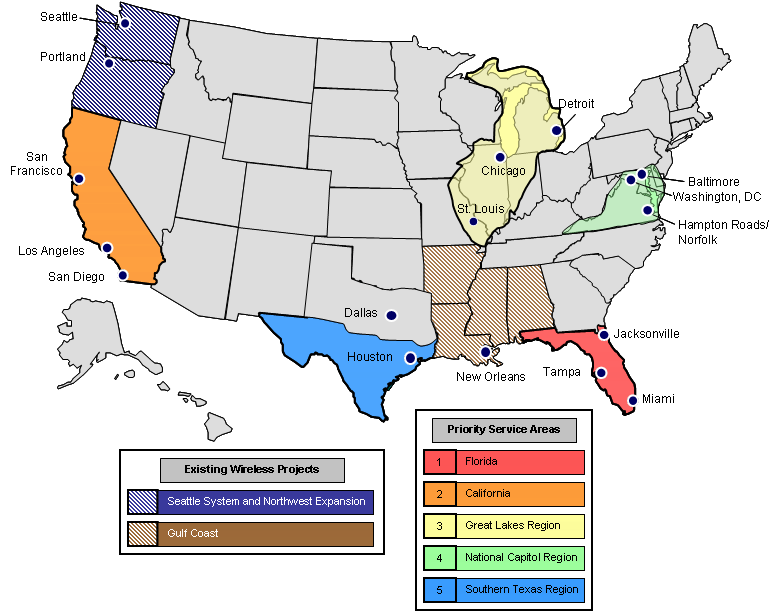 Seattle
Portland
San
Francisco
Los Angeles
San Diego
Detroit
Chicago
St. Louis
Baltimore
Washington, DC
Hampton Roads/
Norfolk
Dallas
Houston
New Orleans
Jacksonville
Tampa
Miami
Existing Wireless Projects
Seattle System and Northwest Expansion
Gulf Coast
Priority Service Areas
1 Florida
2 California
3 Great Lakes Region
4 National Capitol Region
5 Southern Texas Region